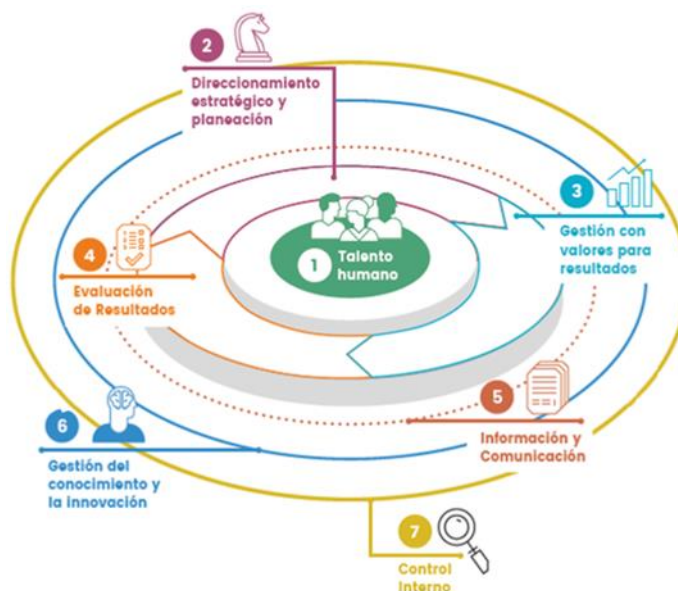 2
Direccionamiento
estratégico y
planeación
3
Gestión con
valores para
resultados
1
Talento
humano
4
Evaluación
de Resultados
5
Información y
Comunicación
6
Gestión del
conocimiento y
la innovación
7
Control
Interno